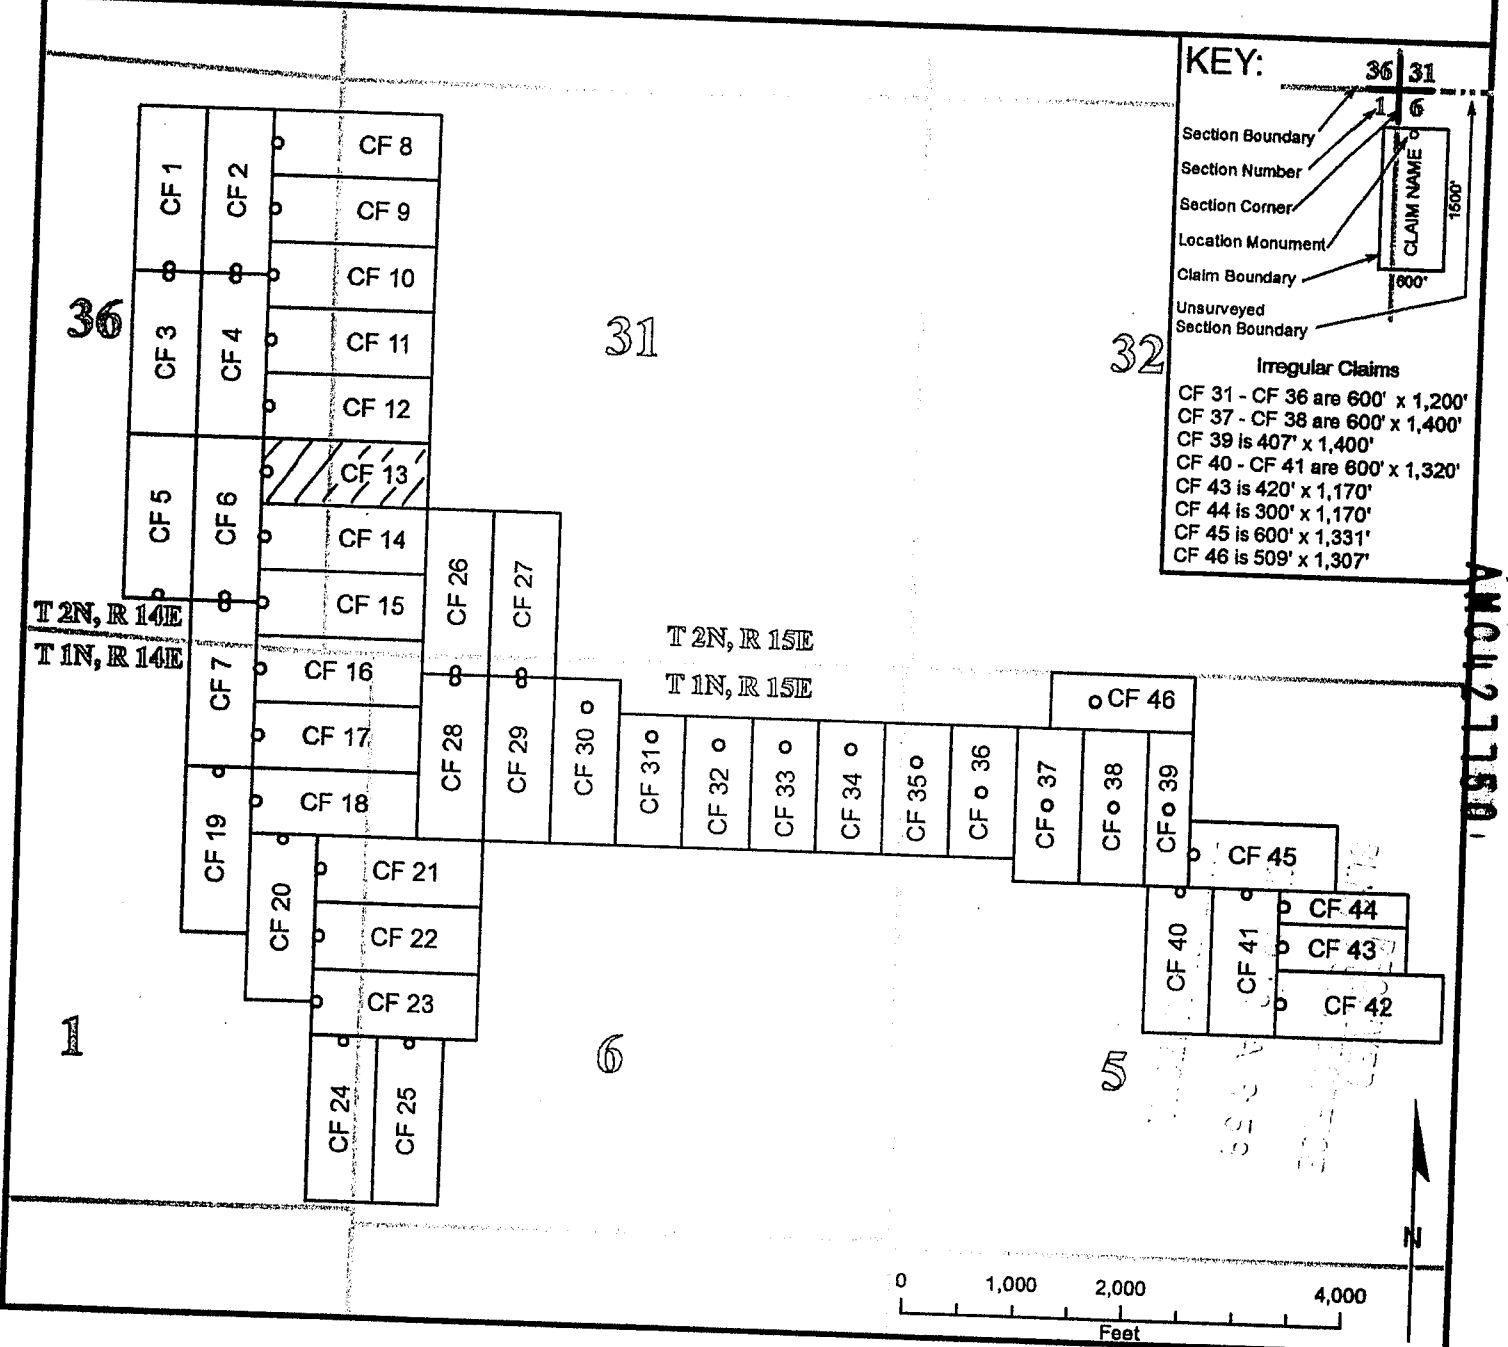 KEY:
36 31
1 6
Section Boundary
Section Number
Section Corner
Location Monument
Claim Boundary
Unsurveyed
Section Boundary
CLAIM NAME
1500'
600'
Irregular Claims
CF 31 - CF 36 are 600' x 1,200'
CF 37 - CF 38 are 600' x 1,400'
CF 39 is 407' x 1,400'
CF 40 - CF 41 are 600' x 1,320'
CF 43 is 420' x 1,170'
CF 44 is 300' x 1,170'
CF 45 is 600' x 1,331'
CF 46 is 509' x 1,307'
CF 1
CF 2
CF 8
CF 9
CF 10
36
CF 3
CF 4
CF 11
31
32
CF 12
CF 13
CF 5
CF 6
CF 14
CF 26
CF 27
CF 15
T 2N, R 14E
T 1N, R 14E
T 2N, R 15E
T 1N, R 15E
CF 7
CF 16
CF 17
CF 18
CF 28
CF 29
CF 30
CF 31
CF 32
CF 33
CF 34
CF 35
CF 36
CF 37
CF 38
CF 39
CF 46
CF 19
CF 20
CF 21
CF 22
CF 23
CF 45
CF 40
CF 41
CF 44
CF 43
CF 42
1
6
5
CF 24
CF 25
N
0 1,000 2,000 4,000
Feet